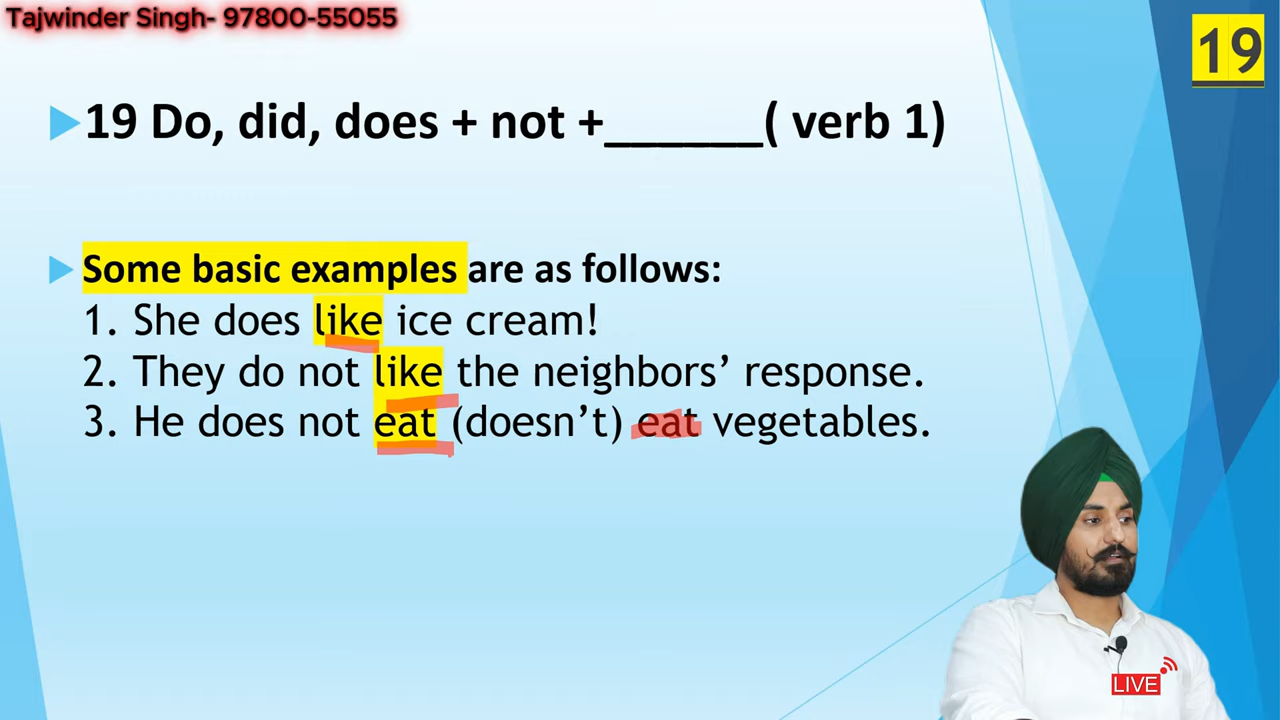 Tajwinder Singh- 97800-55055
19
19 Do, did, does + not +______( verb 1)
Some basic examples are as follows:
1. She does like ice cream!
2. They do not like the neighbors’ response.
3. He does not eat (doesn’t) eat vegetables.
LIVE